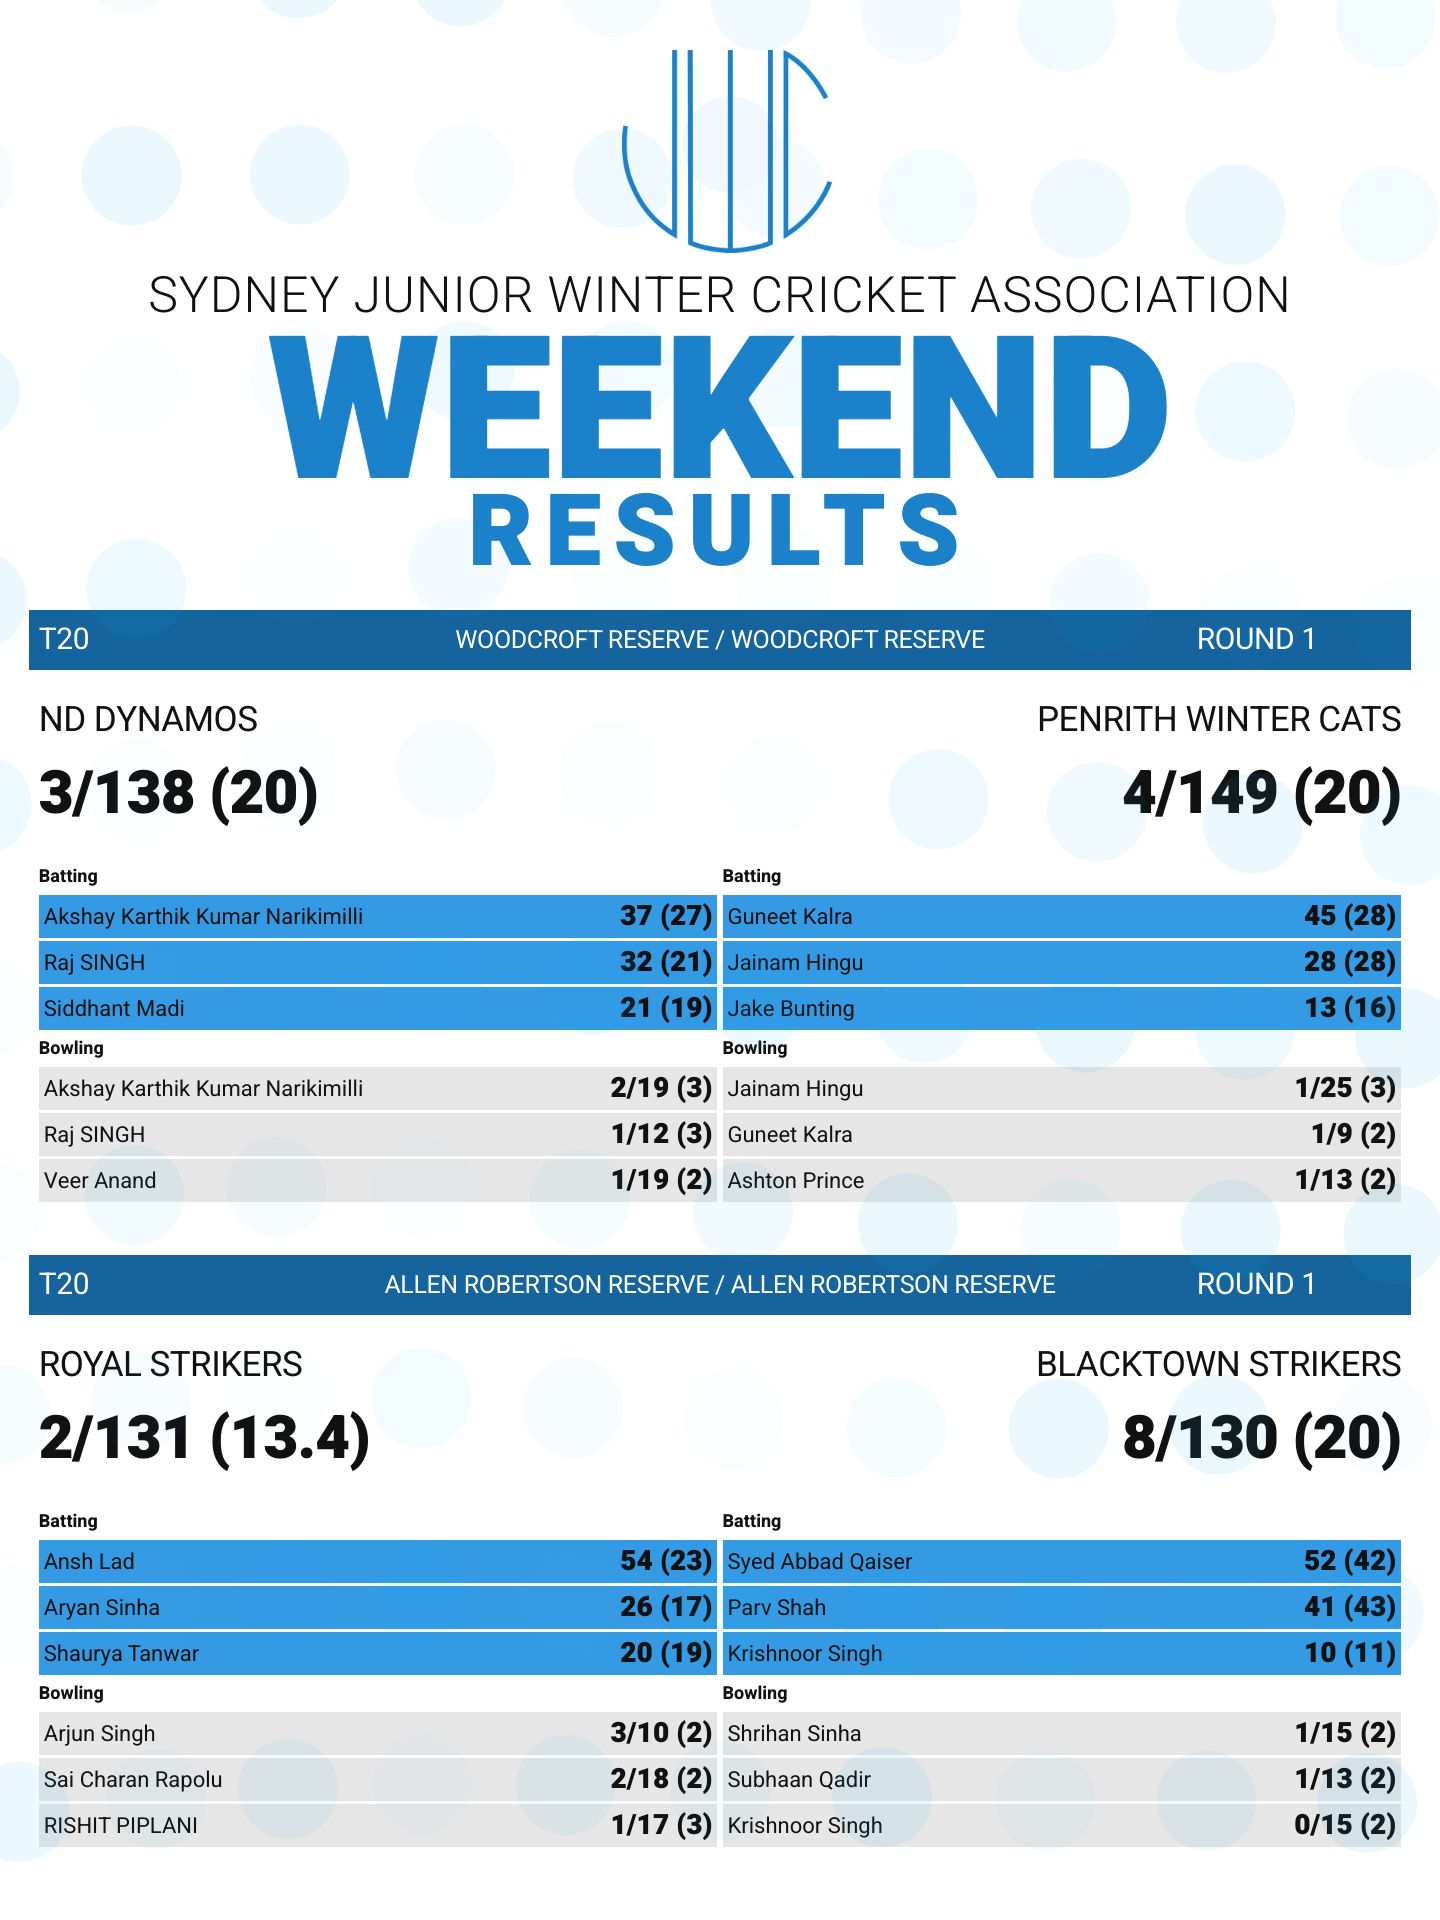 SYDNEY JUNIOR WINTER CRICKET ASSOCIATION
WEEKEND
RESULTS
T20 WOODCROFT RESERVE / WOODCROFT RESERVE ROUND 1
ND DYNAMOS PENRITH WINTER CATS
3/138 (20) 4/149 (20)
Batting Batting
Akshay Karthik Kumar Narikimilli 37 (27) Guneet Kalra 45 (28)
Raj SINGH 32 (21) Jainam Hingu 28 (28)
Siddhant Madi 21 (19) Jake Bunting 13 (16)
Bowling Bowling
Akshay Karthik Kumar Narikimilli 2/19 (3) Jainam Hingu 1/25 (3)
Raj SINGH 1/12 (3) Guneet Kalra 1/9 (2)
Veer Anand 1/19 (2) Ashton Prince 1/13 (2)
T20 ALLEN ROBERTSON RESERVE / ALLEN ROBERTSON RESERVE ROUND 1
ROYAL STRIKERS BLACKTOWN STRIKERS
2/131 (13.4) 8/130 (20)
Batting Batting
Ansh Lad 54 (23) Syed Abbad Qaiser 52 (42)
Aryan Sinha 26 (17) Parv Shah 41 (43)
Shaurya Tanwar 20 (19) Krishnoor Singh 10 (11)
Bowling Bowling
Arjun Singh 3/10 (2) Shrihan Sinha 1/15 (2)
Sai Charan Rapolu 2/18 (2) Subhaan Qadir 1/13 (2)
RISHIT PIPLANI 1/17 (3) Krishnoor Singh 0/15 (2)